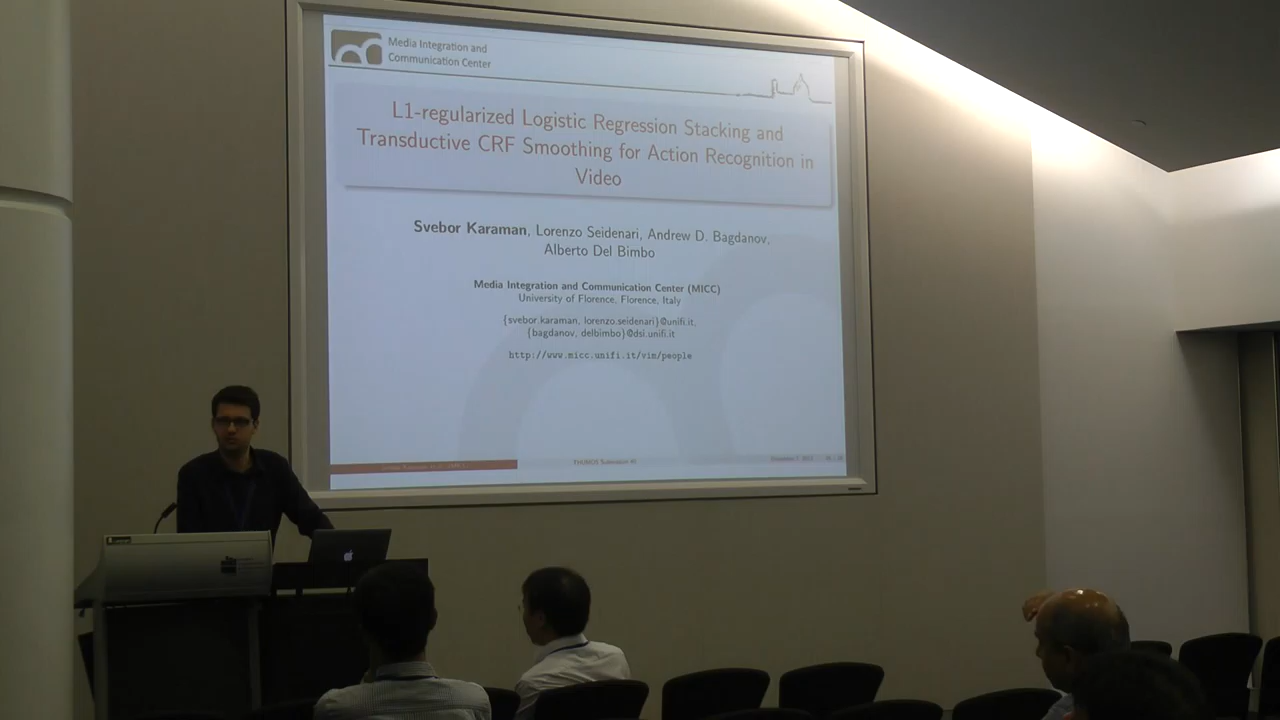 Media Integration and
Communication Center
L1-regularized Logistic Regression Stacking and
Transductive CRF Smoothing for Action Recognition in
Video
Svebor Karaman, Lorenzo Seidenari, Andrew D. Bagdanov,
Alberto Del Bimbo
Media Integration and Communication Center (MICC)
University of Florence, Florence, Italy
{svebor.karaman, lorenzo.seidenari}@unifi.it,
{bagdanov, delbimbo}@dsi.unifi.it
http://www.micc.unifi.it/vim/people